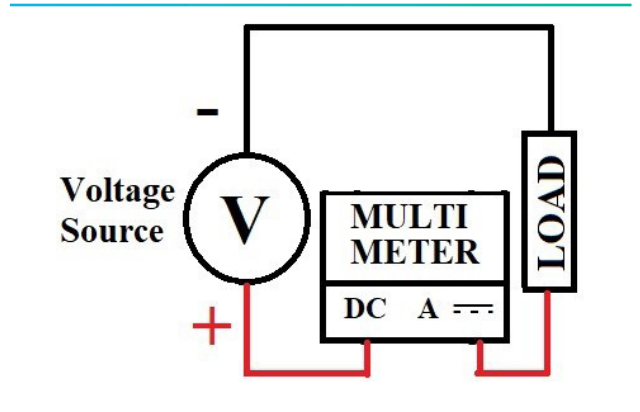 -
Voltage
Source
V
+
MULTI
METER
DC A ⎓
LOAD